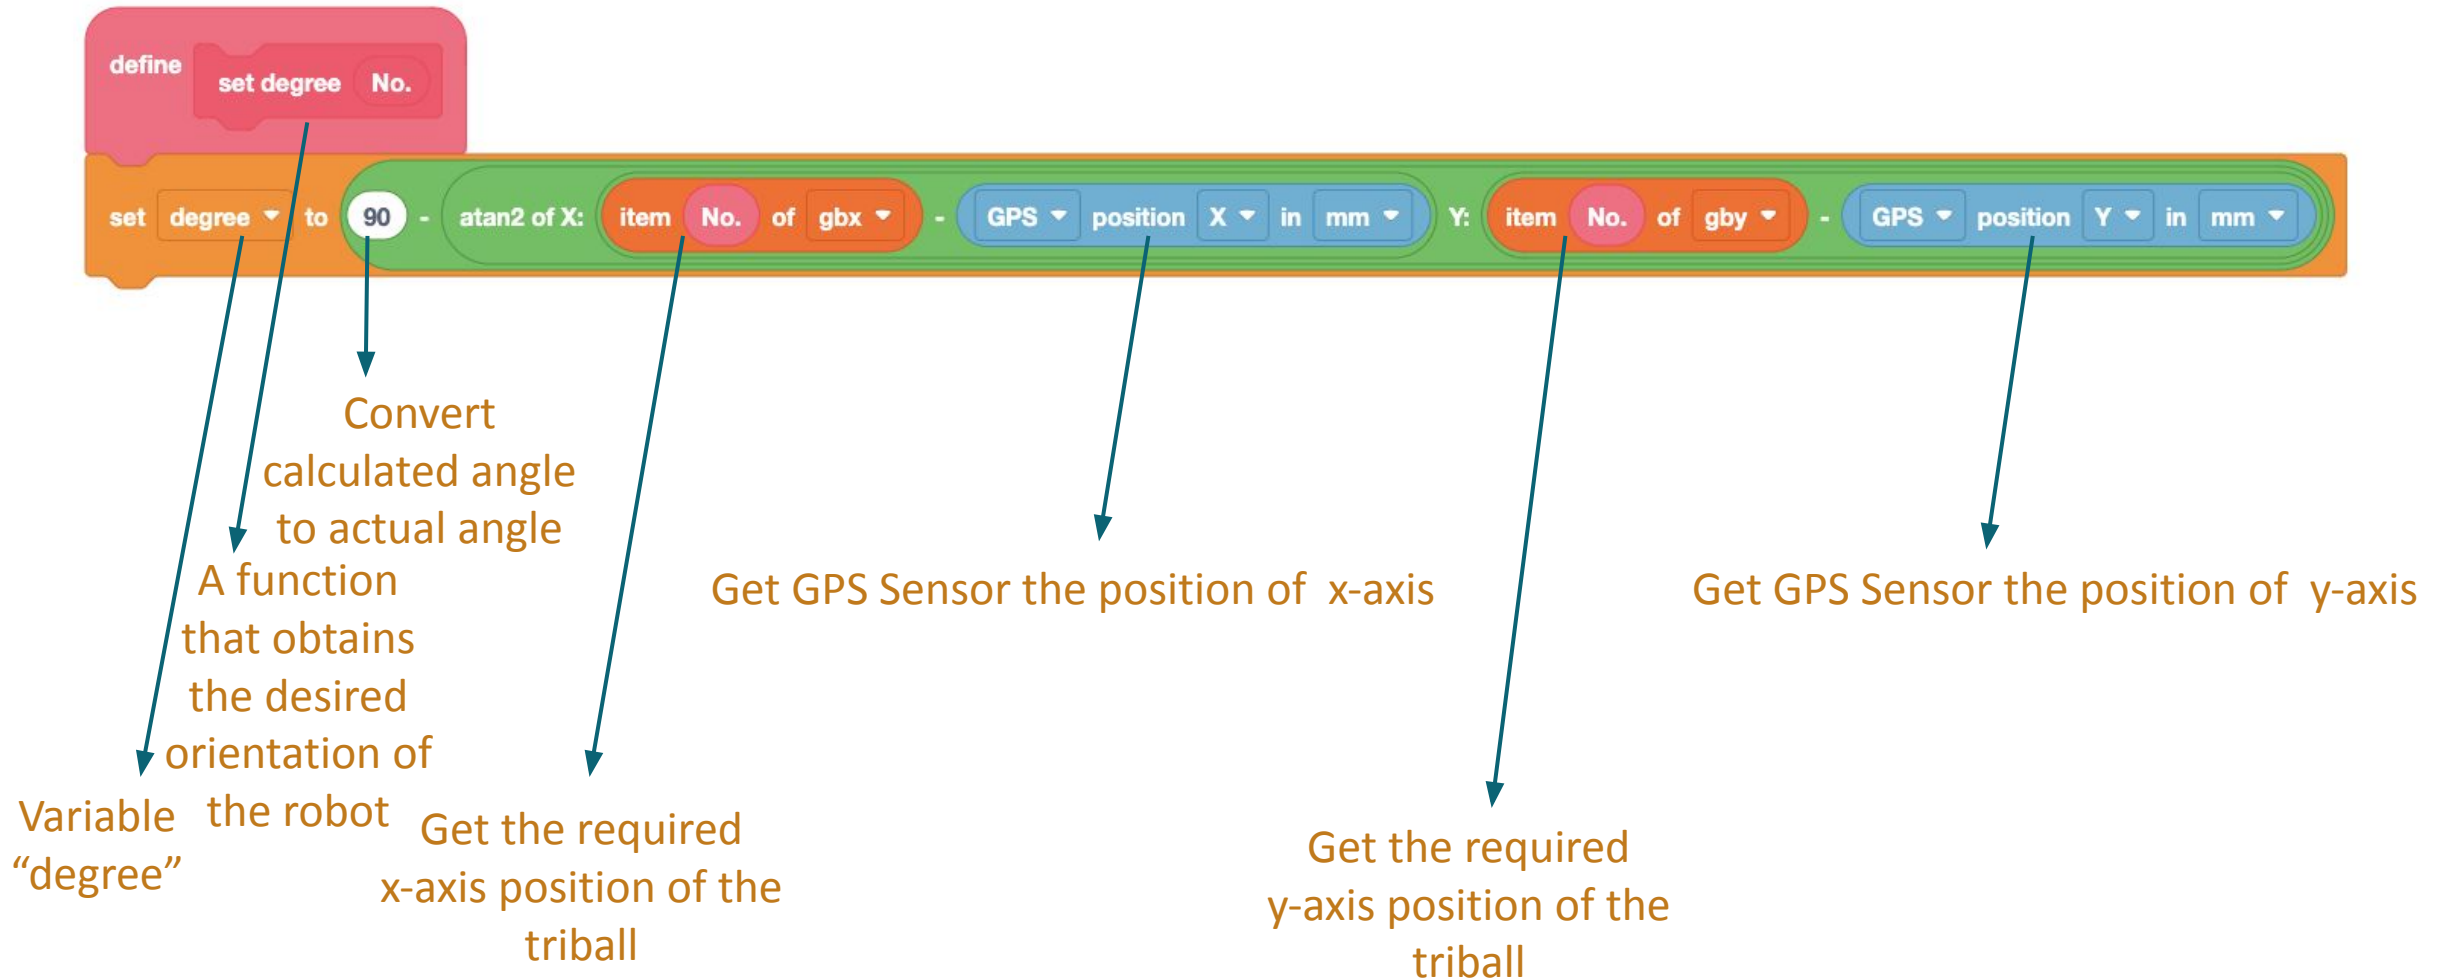 define set degree No.
set degree to 90 - atan2 of X: item No. of gbx - GPS position X in mm Y: item No. of gby - GPS position Y in mm
Convert
calculated angle
to actual angle
A function
that obtains
the desired
orientation of
the robot
Variable
“degree”
Get the required
x-axis position of the
triball
Get GPS Sensor the position of x-axis
Get the required
y-axis position of the
triball
Get GPS Sensor the position of y-axis